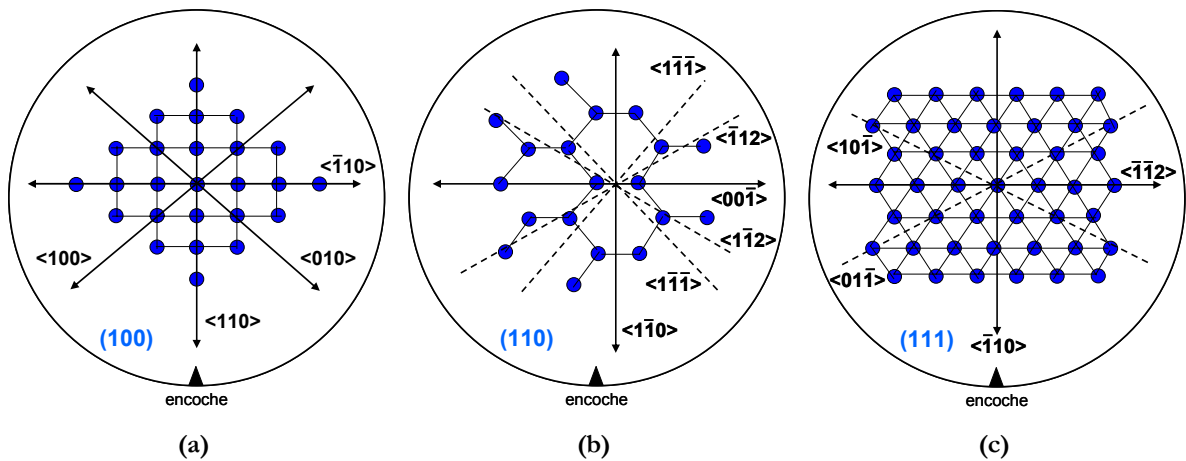 <1̄10>
<100>
<010>
<110>
(100)
encoche
(a)
<11̄1̄>
<1̄12>
<001̄>
<11̄2>
<11̄1̄>
<11̄0>
(110)
encoche
(b)
<101̄>
<1̄1̄2>
<011̄>
<1̄10>
(111)
encoche
(c)